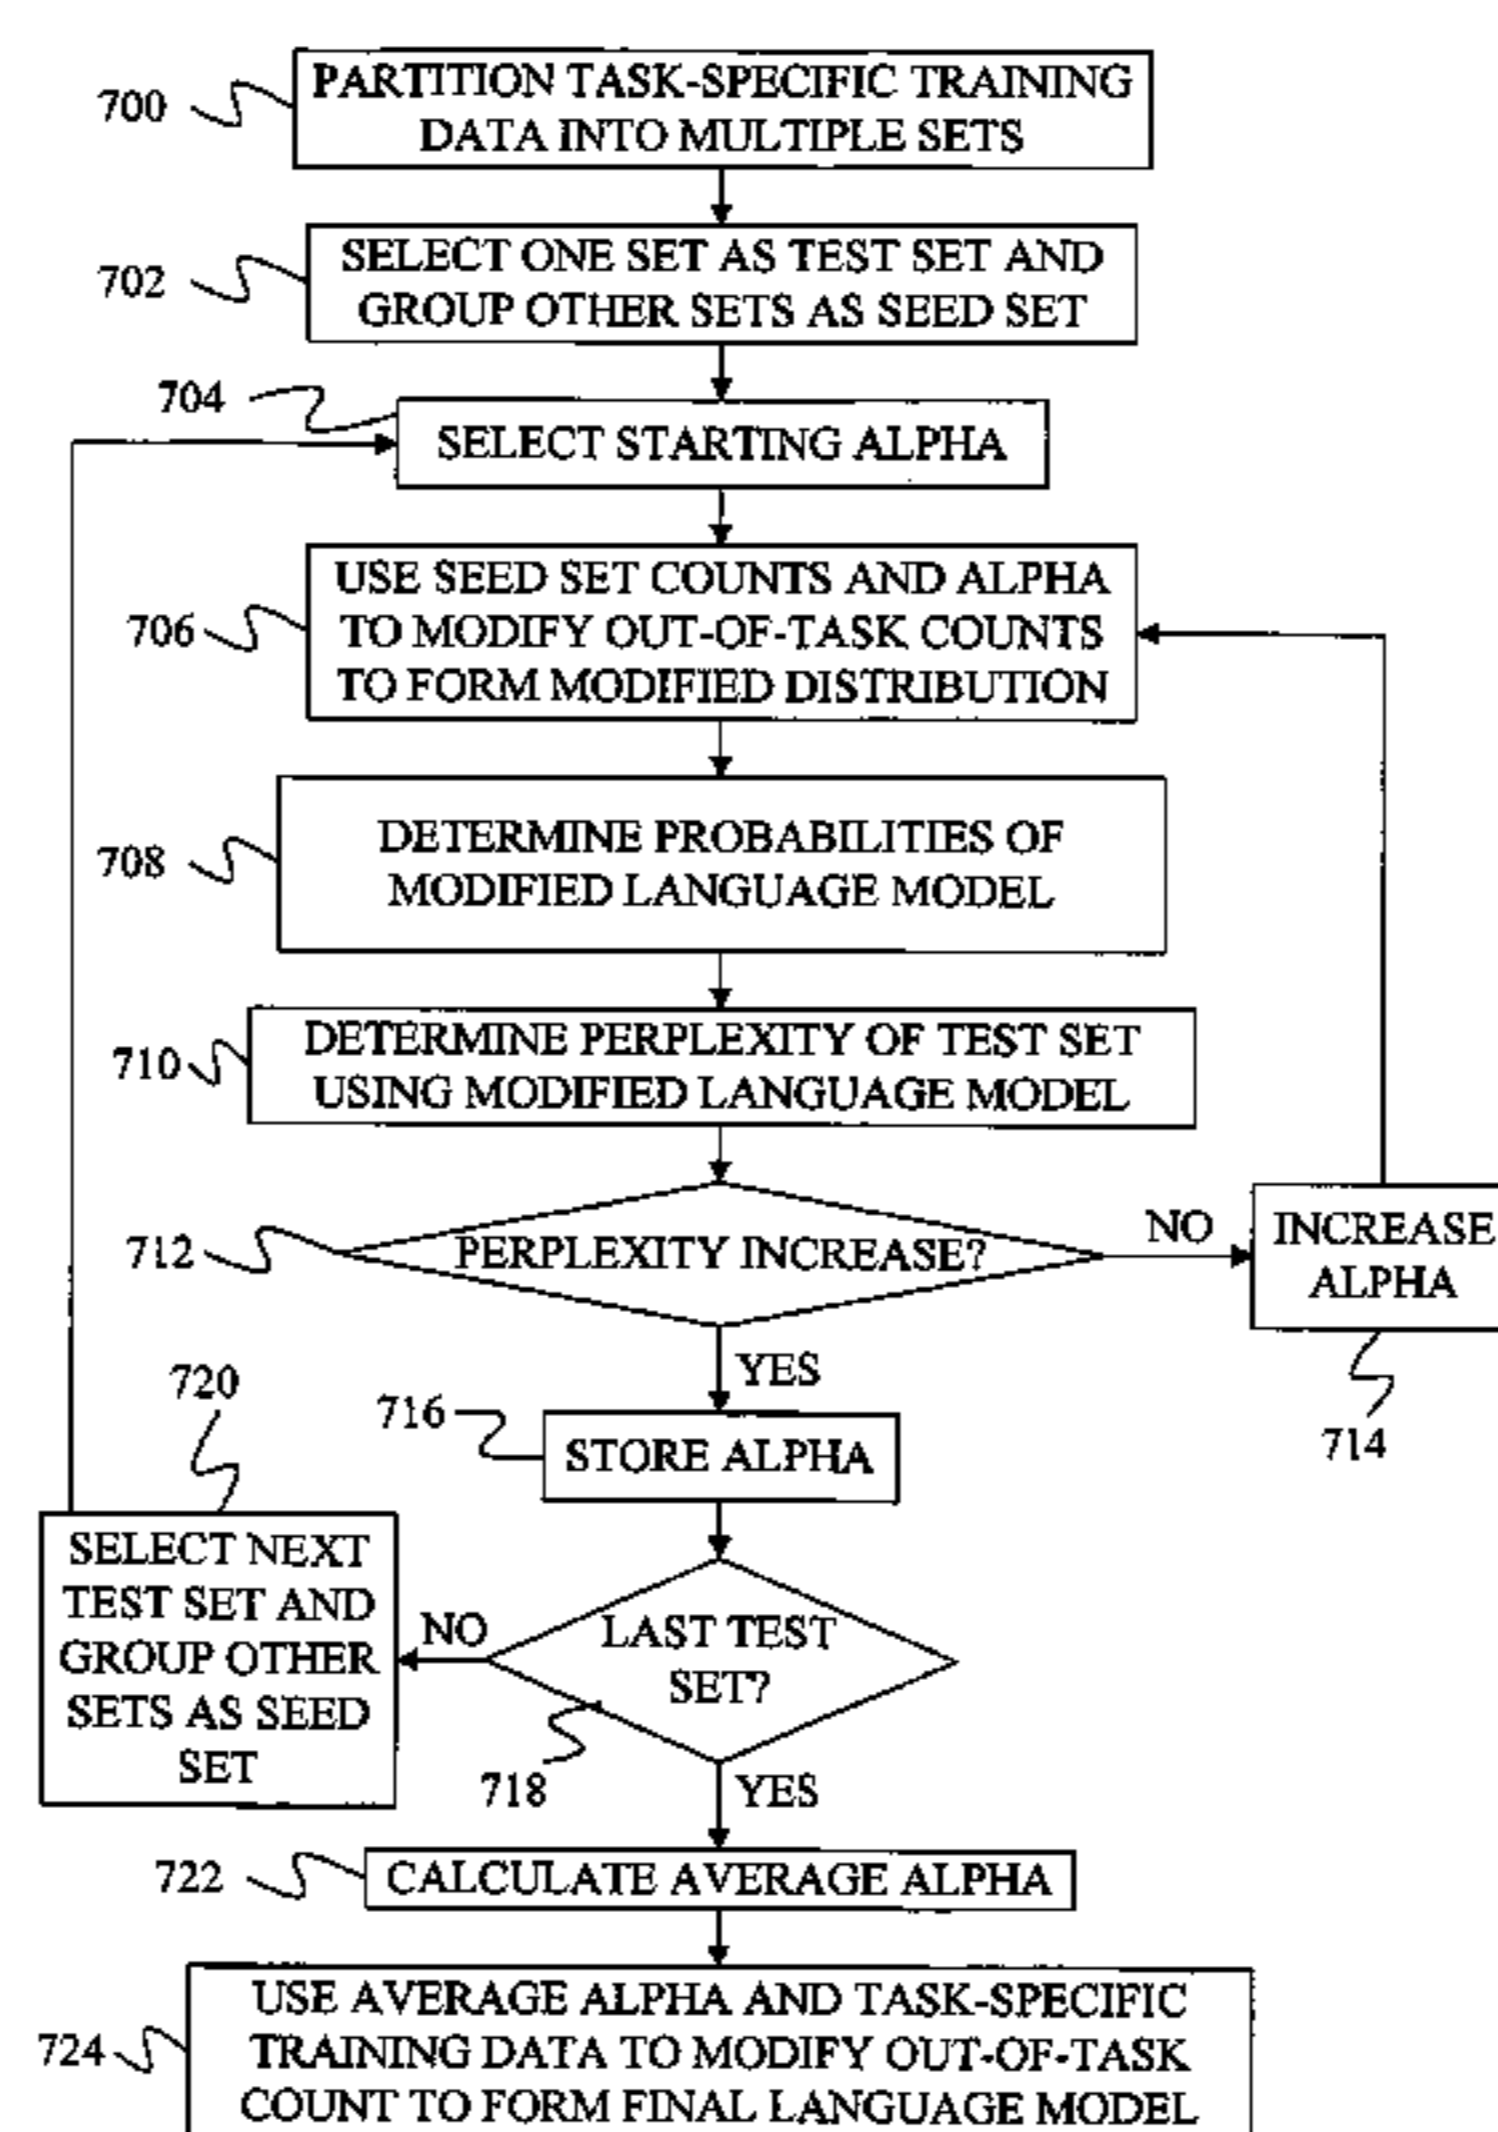 700
PARTITION TASK-SPECIFIC TRAINING
DATA INTO MULTIPLE SETS
702
SELECT ONE SET AS TEST SET AND
GROUP OTHER SETS AS SEED SET
704
SELECT STARTING ALPHA
706
USE SEED SET COUNTS AND ALPHA
TO MODIFY OUT-OF-TASK COUNTS
TO FORM MODIFIED DISTRIBUTION
708
DETERMINE PROBABILITIES OF
MODIFIED LANGUAGE MODEL
710
DETERMINE PERPLEXITY OF TEST SET
USING MODIFIED LANGUAGE MODEL
712
PERPLEXITY INCREASE?
NO
INCREASE
ALPHA
714
YES
716
STORE ALPHA
720
SELECT NEXT
TEST SET AND
GROUP OTHER
SETS AS SEED
SET
NO
LAST TEST
SET?
718
YES
722
CALCULATE AVERAGE ALPHA
724
USE AVERAGE ALPHA AND TASK-SPECIFIC
TRAINING DATA TO MODIFY OUT-OF-TASK
COUNT TO FORM FINAL LANGUAGE MODEL